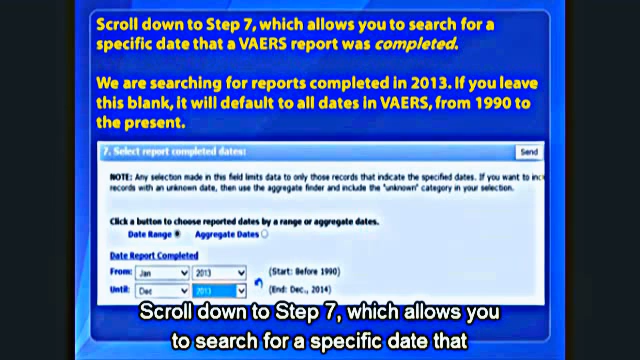 Scroll down to Step 7, which allows you to search for a
specific date that a VAERS report was completed.
We are searching for reports completed in 2013. If you leave
this blank, it will default to all dates in VAERS, from 1990 to
the present.
7. Select report completed dates:
Send
NOTE: Any selection made in this field limits data to only those records that indicate the specified dates. If you want to inc
records with an unknown date, then use the aggregate finder and include the "unknown" category in your selection.
Click a button to choose reported dates by a range or aggregate dates.
Date Range Aggregate Dates
Date Report Completed
From: Jan 2013 (Start: Before 1990)
Until: Dec 2013 (End: Dec., 2014)
Scroll down to Step 7, which allows you
to search for a specific date that